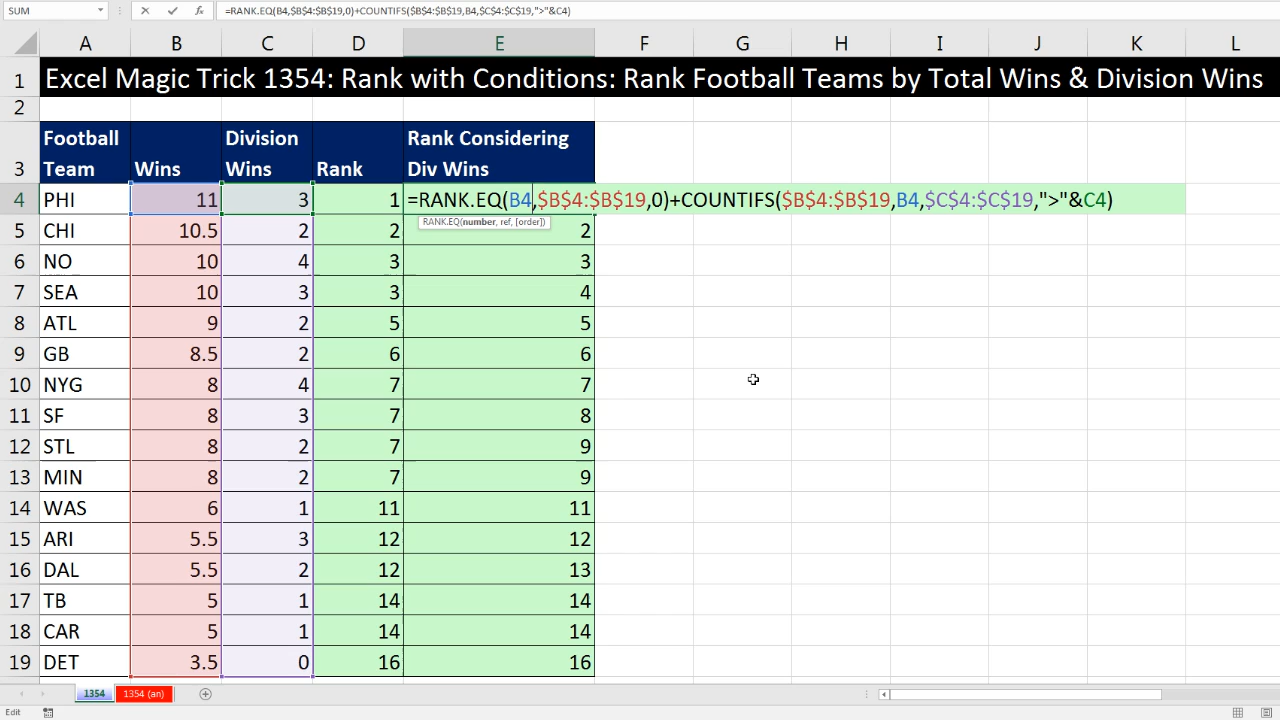 SUM =RANK.EQ(B4,$B$4:$B$19,0)+COUNTIFS($B$4:$B$19,B4,$C$4:$C$19,">"&C4)
A B C D E F G H I J K L
1 Excel Magic Trick 1354: Rank with Conditions: Rank Football Teams by Total Wins & Division Wins
2
Football Division Rank Considering
3 Team Wins Wins Rank Div Wins
4 PHI 11 3 1 =RANK.EQ(B4,$B$4:$B$19,0)+COUNTIFS($B$4:$B$19,B4,$C$4:$C$19,">"&C4)
RANK.EQ(number, ref, [order])
5 CHI 10.5 2 2 2
6 NO 10 4 3 3
7 SEA 10 3 3 4
8 ATL 9 2 5 5
9 GB 8.5 2 6 6
10 NYG 8 4 7 7
11 SF 8 3 7 8
12 STL 8 2 7 9
13 MIN 8 2 7 9
14 WAS 6 1 11 11
15 ARI 5.5 3 12 12
16 DAL 5.5 2 12 13
17 TB 5 1 14 14
18 CAR 5 1 14 14
19 DET 3.5 0 16 16
1354 1354 (an)
Edit